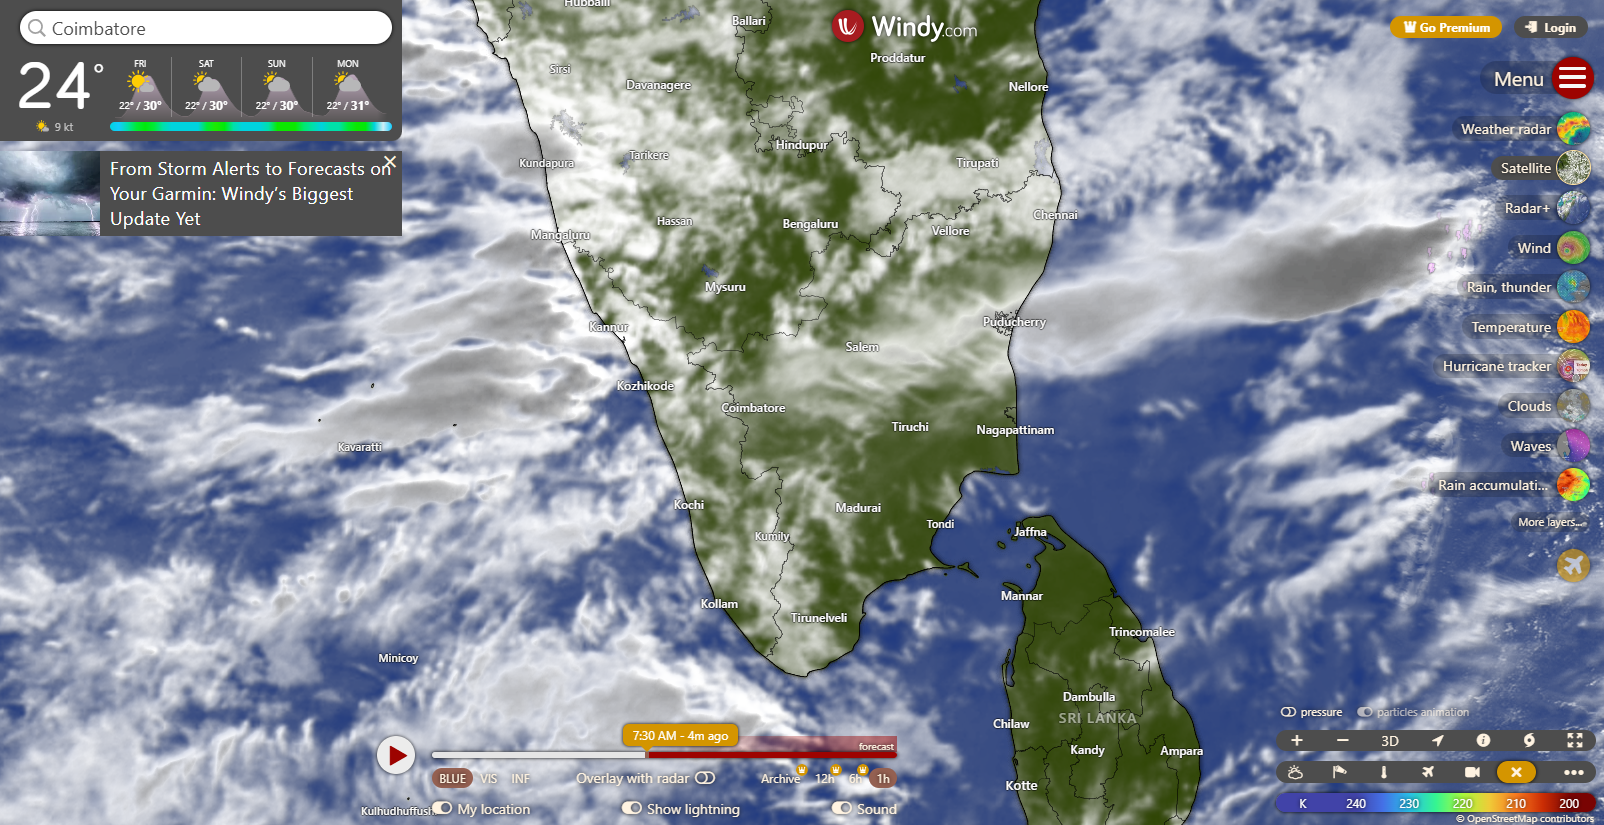 Coimbatore
24°
FRI
SAT
SUN
MON
22° / 30°
22° / 30°
22° / 30°
22° / 31°
9 kt
From Storm Alerts to Forecasts on
Your Garmin: Windy's Biggest
Update Yet
Windy.com
Go Premium
Login
Menu
Weather radar
Satellite
Radar+
Wind
Rain, thunder
Temperature
Hurricane tracker
Clouds
Waves
Rain accumulati...
More layers...
Hubballi
Ballari
Proddatur
Sirsi
Davanagere
Nellore
Hindupur
Kundapura
Tarikere
Tirupati
Hassan
Bengaluru
Chennai
Mangaluru
Vellore
Mysuru
Kannur
Puducherry
Salem
Kozhikode
Coimbatore
Tiruchi
Nagapattinam
Kavaratti
Kochi
Madurai
Tondi
Jaffna
Kumily
Mannar
Kollam
Tirunelveli
Trincomalee
Minicoy
Dambulla
SRI LANKA
Chilaw
Kandy
Ampara
Kotte
7:30 AM - 4m ago
forecast
BLUE
VIS
INF
Overlay with radar
Archive
12h
6h
1h
Kulhudhuffushi
My location
Show lightning
Sound
pressure
particles animation
3D
K 240 230 220 210 200
© OpenStreetMap contributors